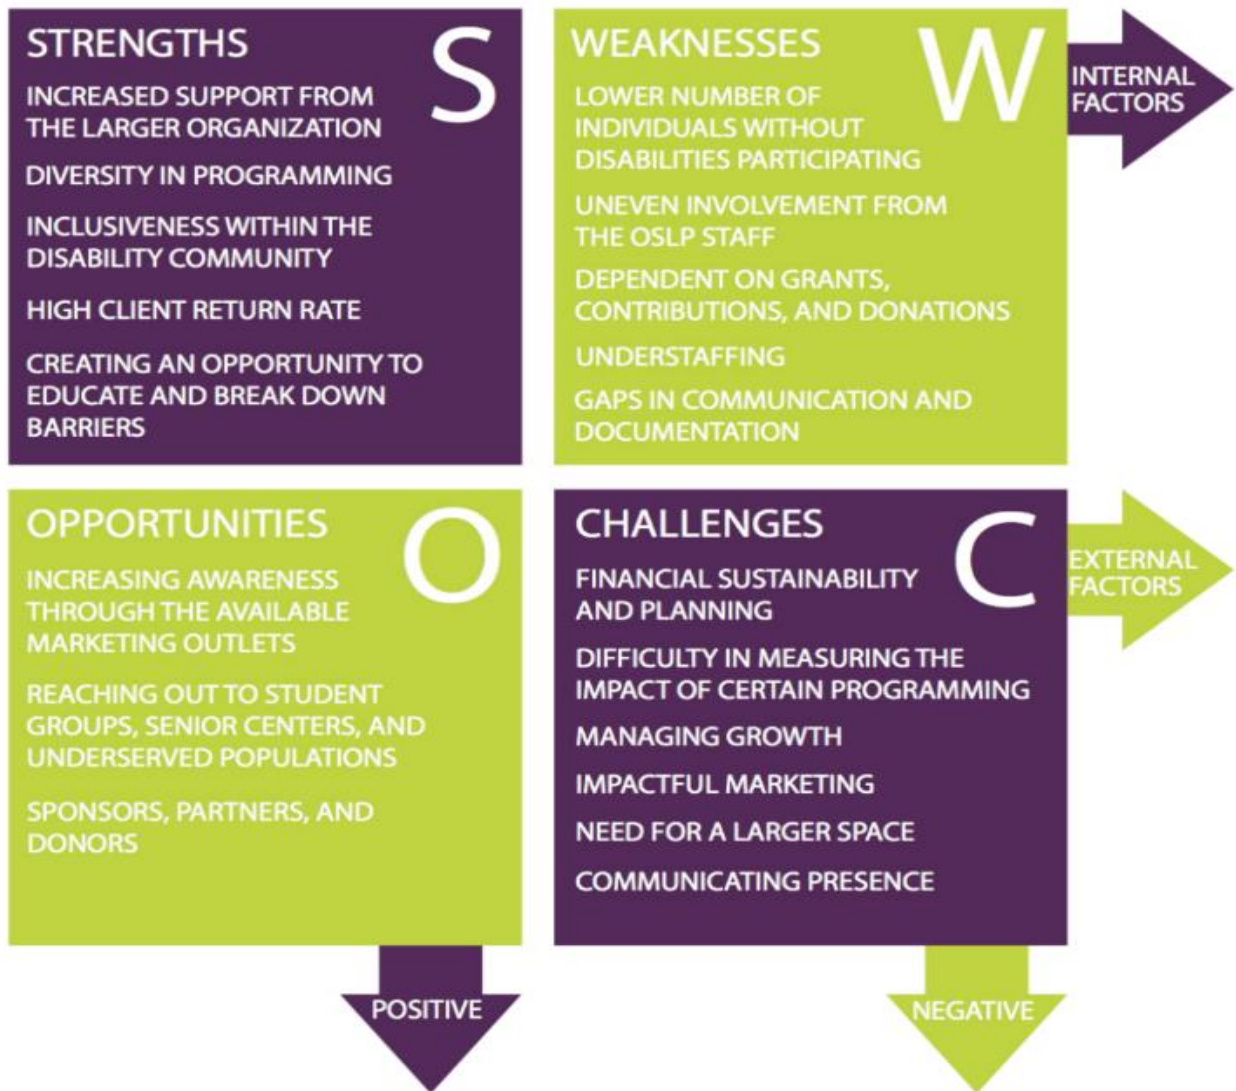 STRENGTHS
S
INCREASED SUPPORT FROM
THE LARGER ORGANIZATION
DIVERSITY IN PROGRAMMING
INCLUSIVENESS WITHIN THE
DISABILITY COMMUNITY
HIGH CLIENT RETURN RATE
CREATING AN OPPORTUNITY TO
EDUCATE AND BREAK DOWN
BARRIERS
WEAKNESSES
W
LOWER NUMBER OF
INDIVIDUALS WITHOUT
DISABILITIES PARTICIPATING
UNEVEN INVOLVEMENT FROM
THE OSLP STAFF
DEPENDENT ON GRANTS,
CONTRIBUTIONS, AND DONATIONS
UNDERSTAFFING
GAPS IN COMMUNICATION AND
DOCUMENTATION
INTERNAL
FACTORS
OPPORTUNITIES
O
INCREASING AWARENESS
THROUGH THE AVAILABLE
MARKETING OUTLETS
REACHING OUT TO STUDENT
GROUPS, SENIOR CENTERS, AND
UNDERSERVED POPULATIONS
SPONSORS, PARTNERS, AND
DONORS
CHALLENGES
C
FINANCIAL SUSTAINABILITY
AND PLANNING
DIFFICULTY IN MEASURING THE
IMPACT OF CERTAIN PROGRAMMING
MANAGING GROWTH
IMPACTFUL MARKETING
NEED FOR A LARGER SPACE
COMMUNICATING PRESENCE
EXTERNAL
FACTORS
POSITIVE
NEGATIVE